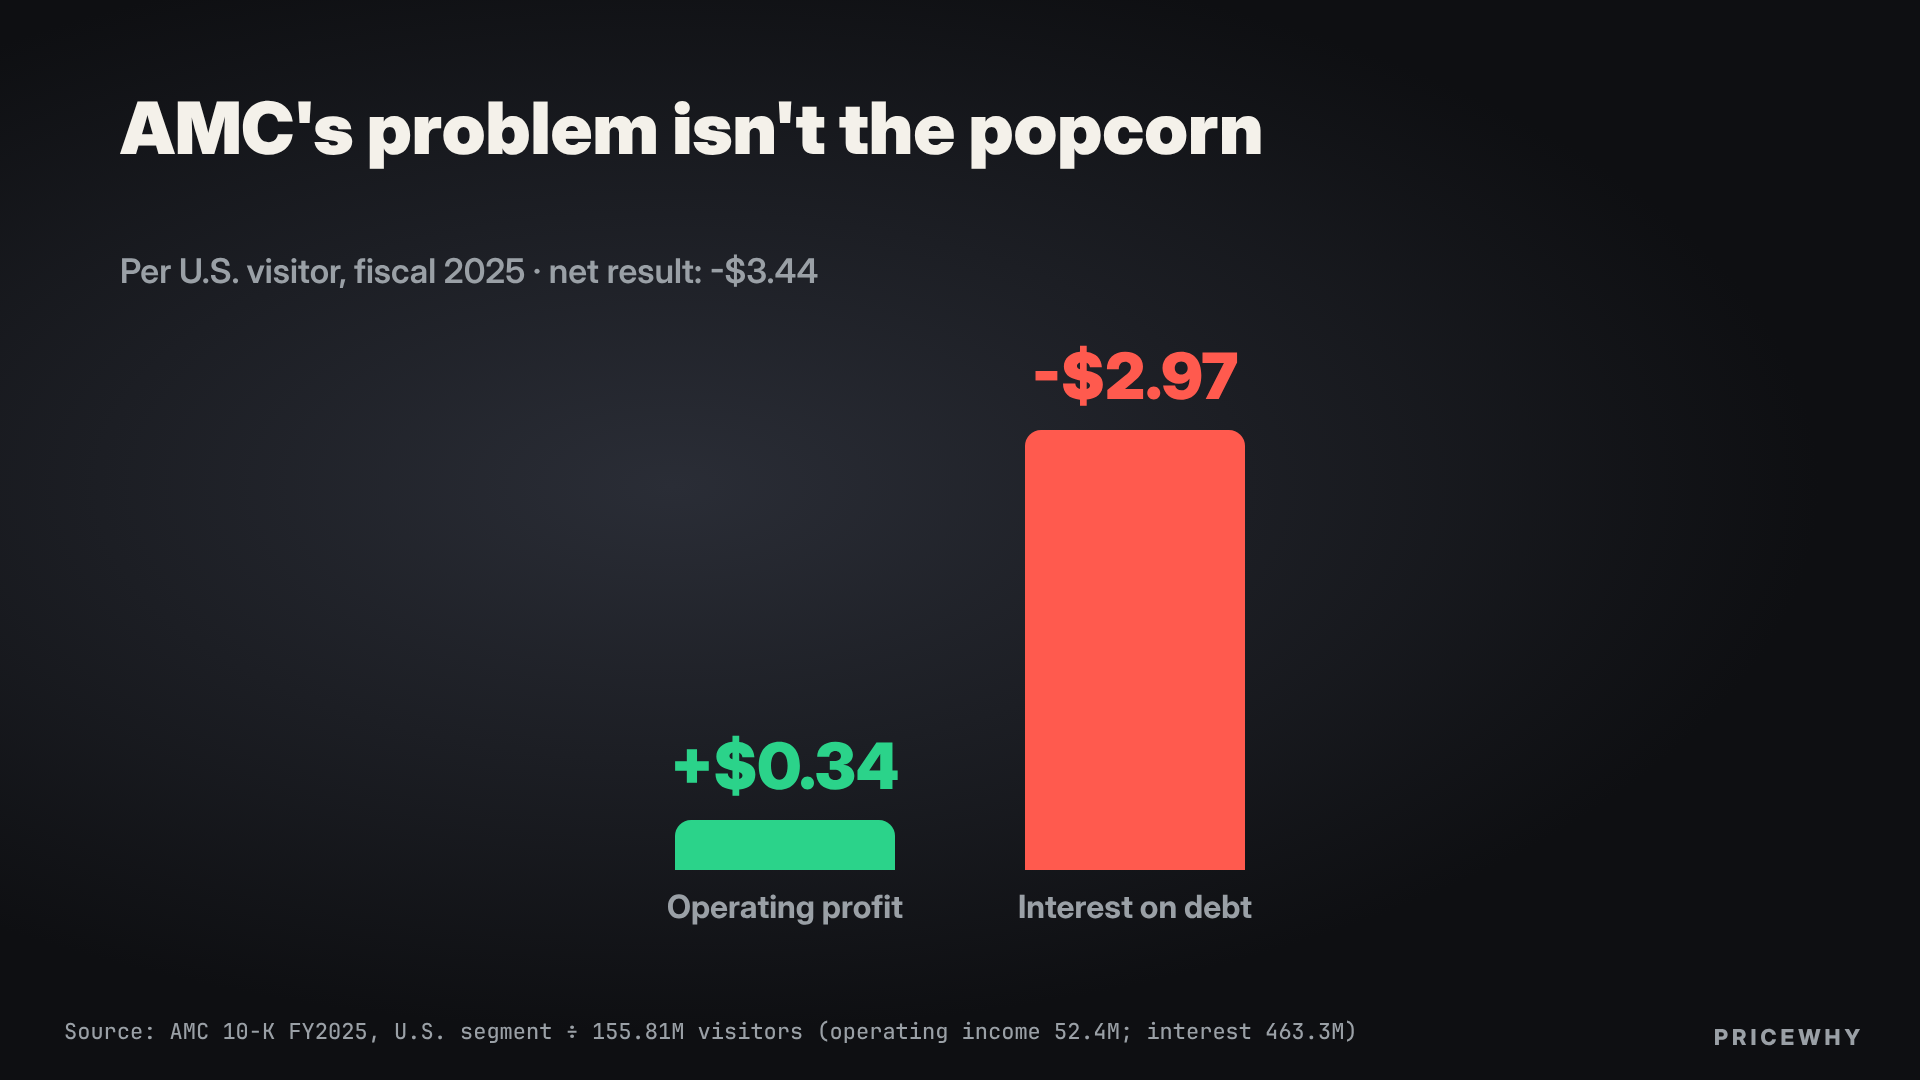 AMC's problem isn't the popcorn
Per U.S. visitor, fiscal 2025 · net result: -$3.44
-$2.97
+$0.34
Operating profit
Interest on debt
Source: AMC 10-K FY2025, U.S. segment ÷ 155.81M visitors (operating income 52.4M; interest 463.3M)
PRICEWHY